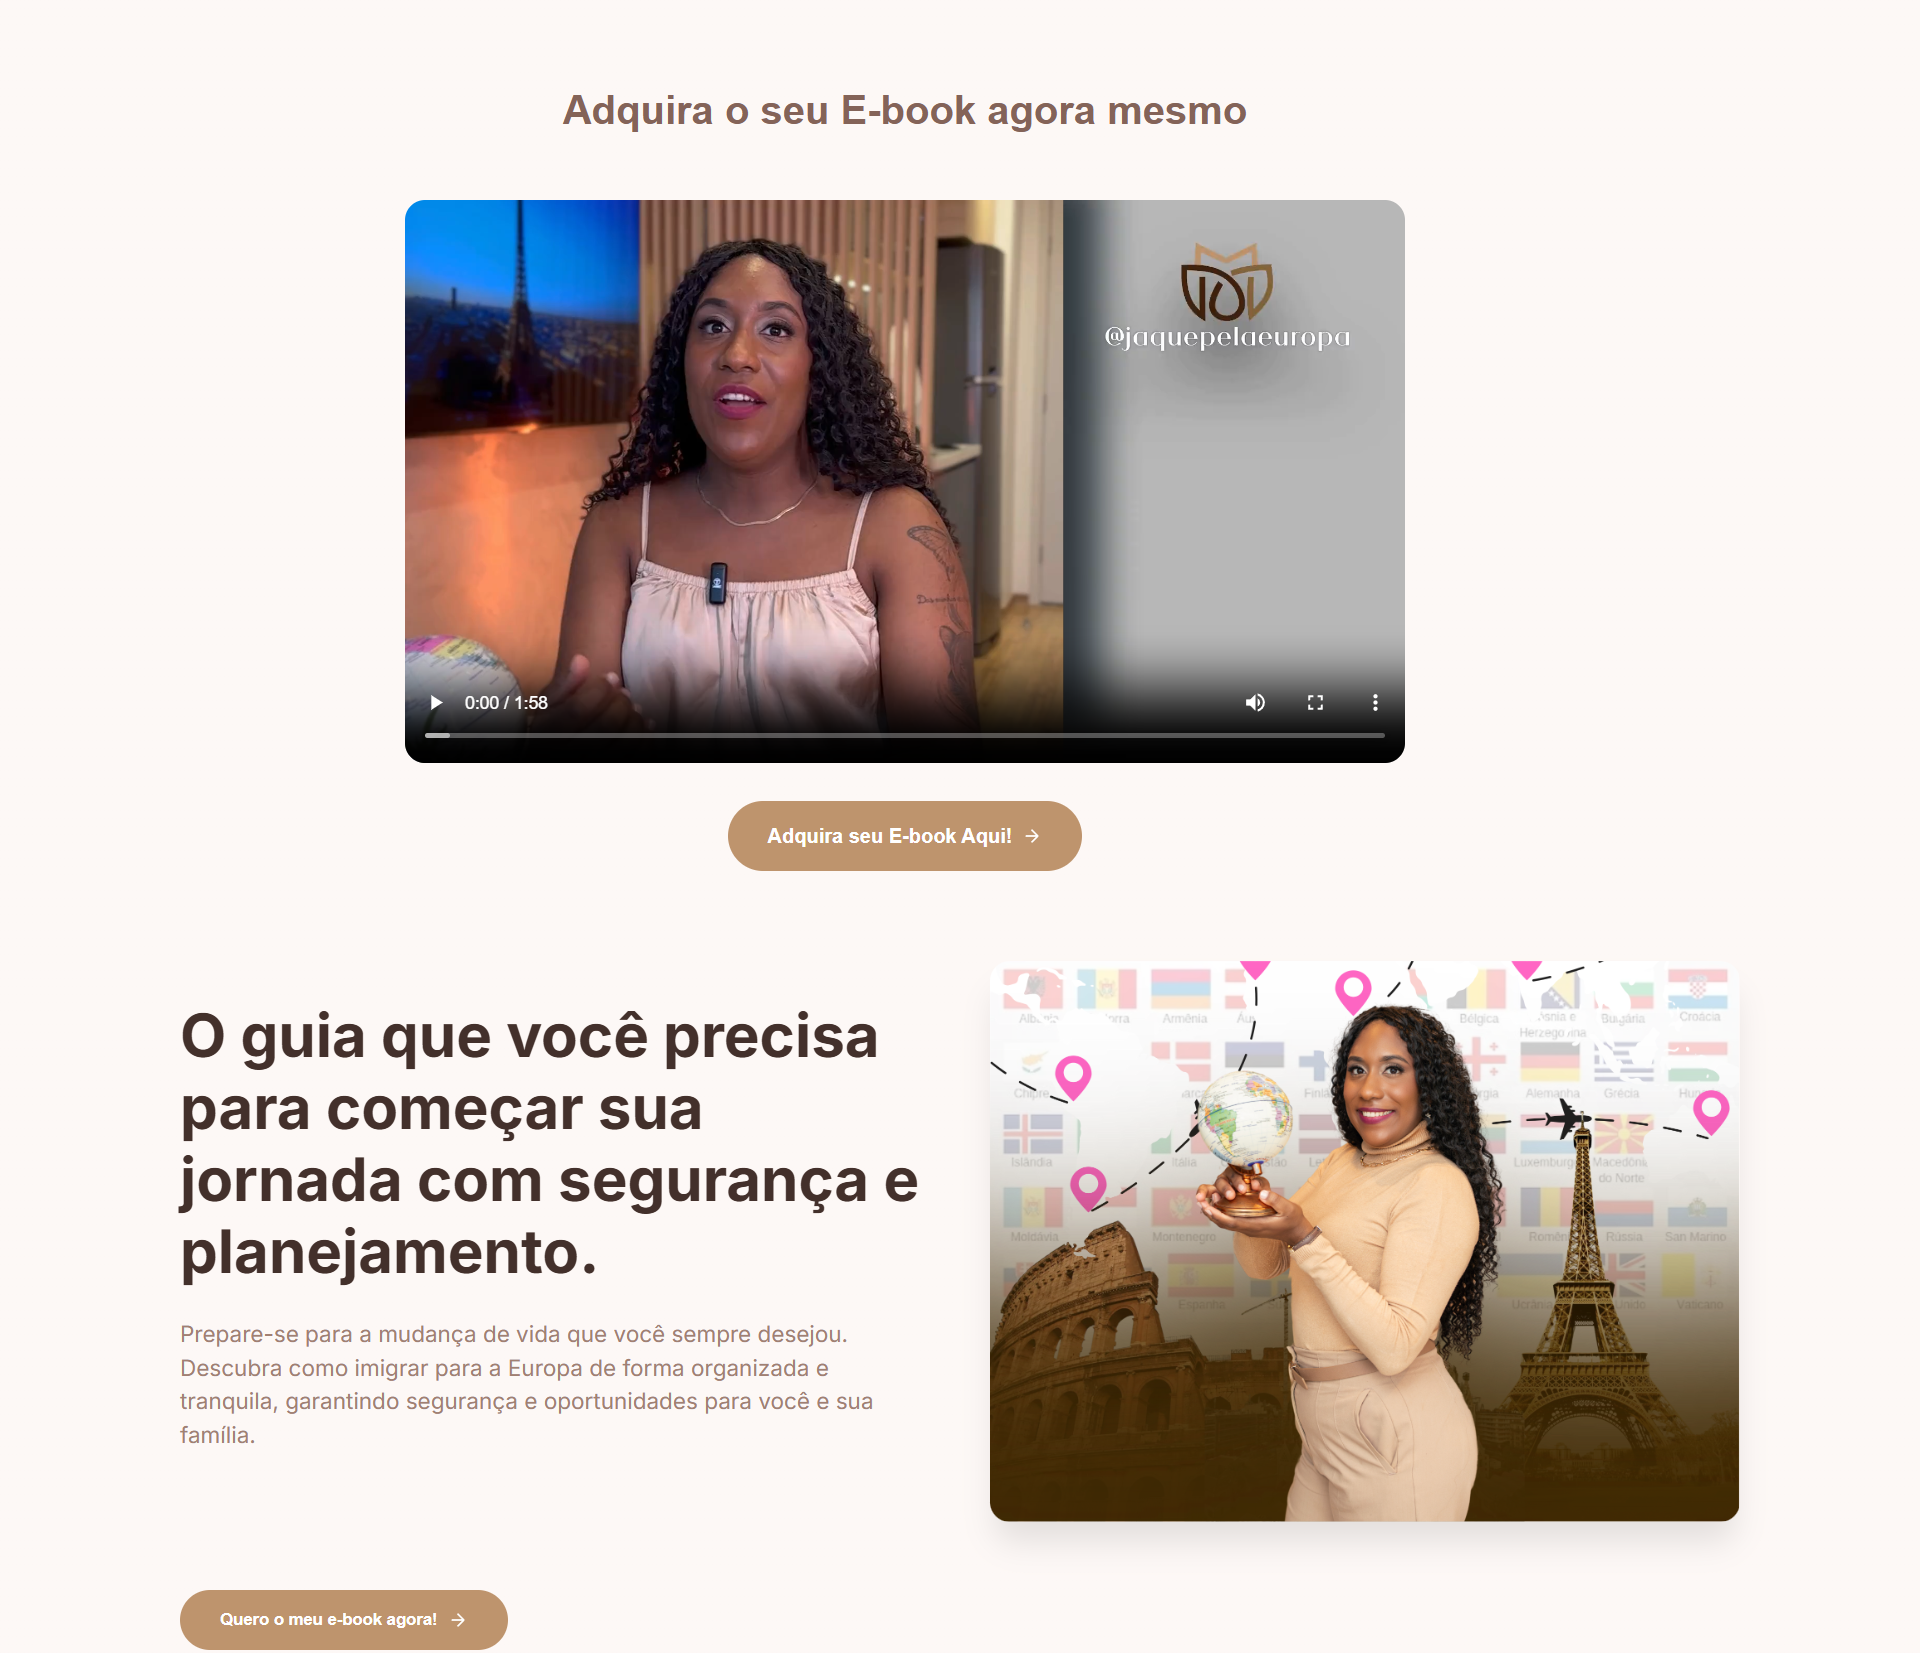 Adquira o seu E-book agora mesmo
@jaquepelaeuropa
0:00 / 1:58
Adquira seu E-book Aqui!
O guia que você precisa
para começar sua
jornada com segurança e
planejamento.
Prepare-se para a mudança de vida que você sempre desejou.
Descubra como imigrar para a Europa de forma organizada e
tranquila, garantindo segurança e oportunidades para você e sua
família.
Armênia
Bélgica
Bulgária
Croácia
Chipre
Alemanha
Grécia
Islândia
Itália
Luxemburgo
Macedônia
do Norte
Moldávia
Montenegro
Romênia
Rússia
San Marino
Espanha
Ucrânia
Vaticano
Quero o meu e-book agora!